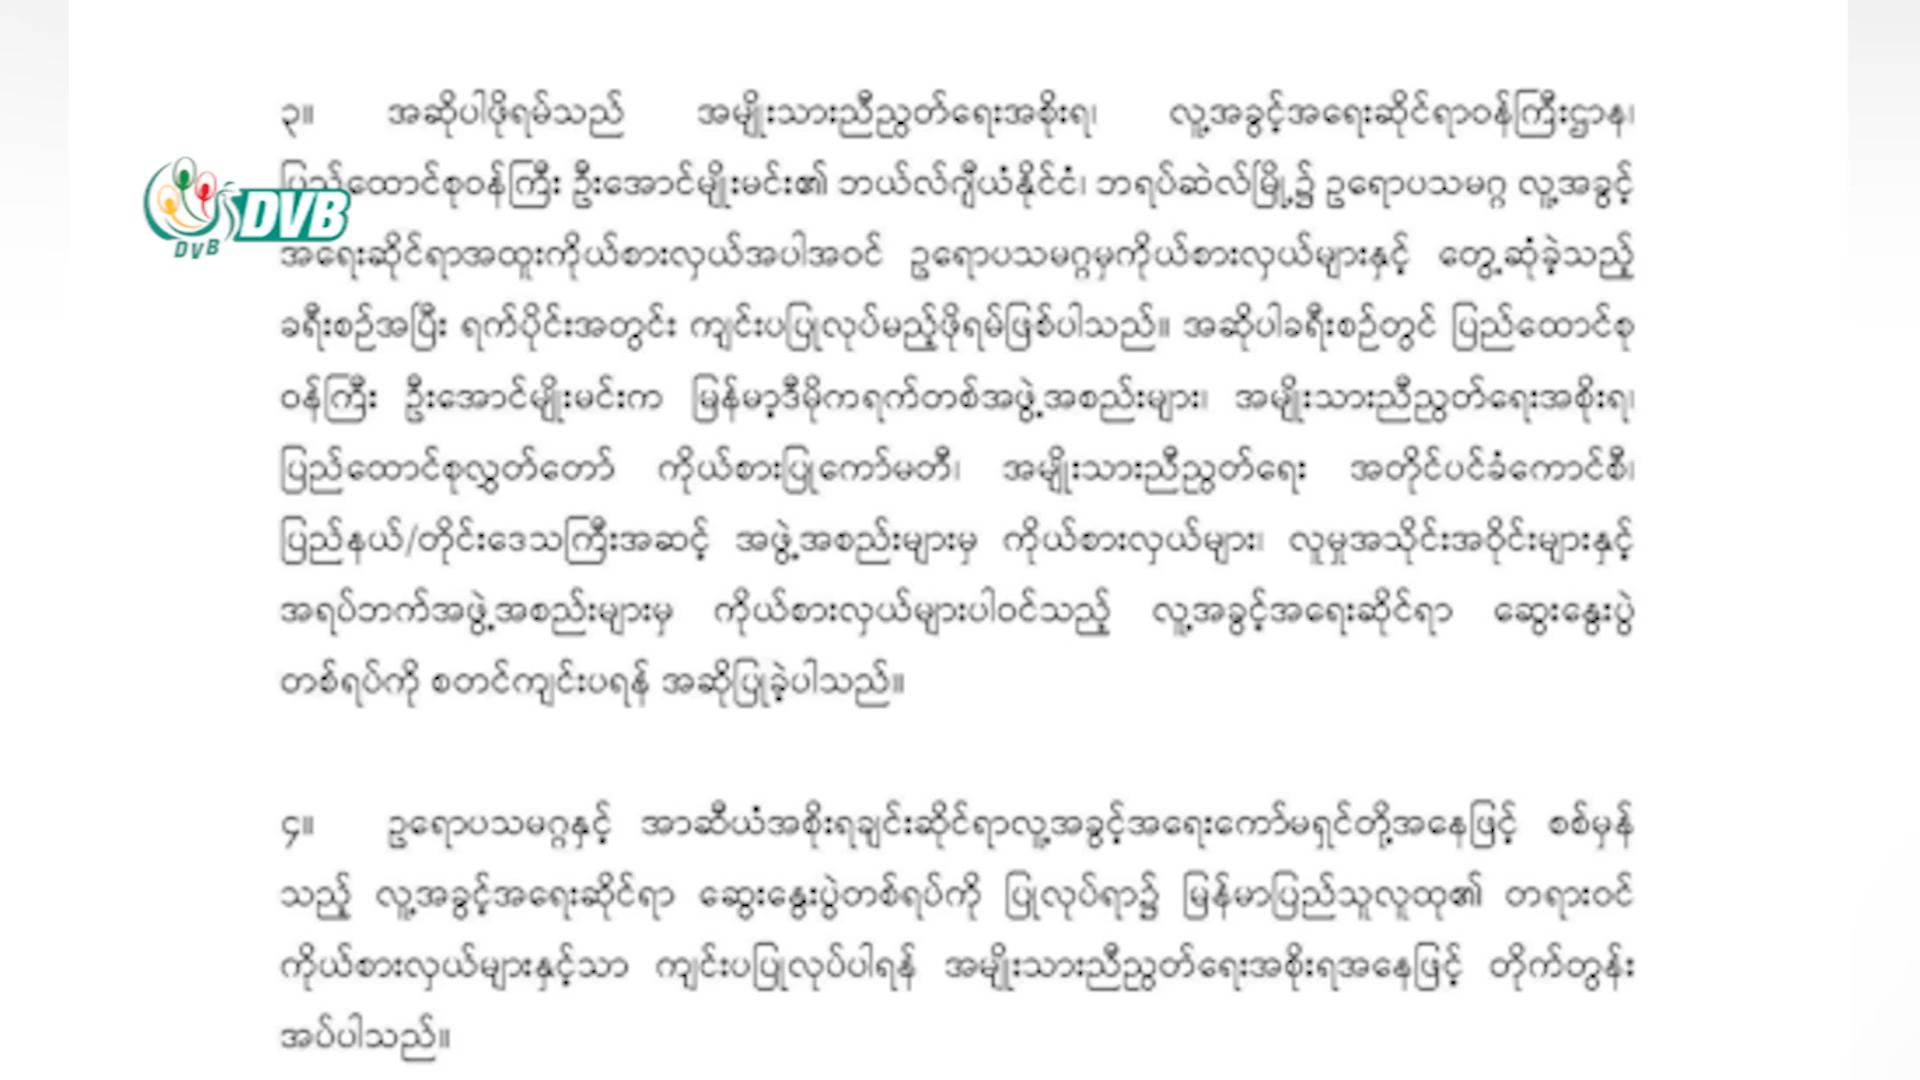 ၃။ အဆိုပါဖိုရမ်သည် အမျိုးသားညီညွတ်ရေးအစိုးရ၊ လူ့အခွင့်အရေးဆိုင်ရာဝန်ကြီးဌာန၊
ပြည်ထောင်စုဝန်ကြီး ဦးအောင်မျိုးမင်း၏ ဘယ်လ်ဂျီယံနိုင်ငံ၊ ဘရပ်ဆဲလ်မြို့၌ ဥရောပသမဂ္ဂ လူ့အခွင့်
DVB
DVB
အရေးဆိုင်ရာအထူးကိုယ်စားလှယ်အပါအဝင် ဥရောပသမဂ္ဂမှကိုယ်စားလှယ်များနှင့် တွေ့ဆုံခဲ့သည့်
ခရီးစဉ်အပြီး ရက်ပိုင်းအတွင်း ကျင်းပပြုလုပ်မည့်ဖိုရမ်ဖြစ်ပါသည်။ အဆိုပါခရီးစဉ်တွင် ပြည်ထောင်စု
ဝန်ကြီး ဦးအောင်မျိုးမင်းက မြန်မာ့ဒီမိုကရက်တစ်အဖွဲ့အစည်းများ၊ အမျိုးသားညီညွတ်ရေးအစိုးရ၊
ပြည်ထောင်စုလွှတ်တော် ကိုယ်စားပြုကော်မတီ၊ အမျိုးသားညီညွတ်ရေး အတိုင်ပင်ခံကောင်စီ၊
ပြည်နယ်/တိုင်းဒေသကြီးအဆင့် အဖွဲ့အစည်းများမှ ကိုယ်စားလှယ်များ၊ လူမှုအသိုင်းအဝိုင်းများနှင့်
အရပ်ဘက်အဖွဲ့အစည်းများမှ ကိုယ်စားလှယ်များပါဝင်သည့် လူ့အခွင့်အရေးဆိုင်ရာ ဆွေးနွေးပွဲ
တစ်ရပ်ကို စတင်ကျင်းပရန် အဆိုပြုခဲ့ပါသည်။
၄။ ဥရောပသမဂ္ဂနှင့် အာဆီယံအစိုးရချင်းဆိုင်ရာလူ့အခွင့်အရေးကော်မရှင်တို့အနေဖြင့် စစ်မှန်
သည့် လူ့အခွင့်အရေးဆိုင်ရာ ဆွေးနွေးပွဲတစ်ရပ်ကို ပြုလုပ်ရာ၌ မြန်မာပြည်သူလူထု၏ တရားဝင်
ကိုယ်စားလှယ်များနှင့်သာ ကျင်းပပြုလုပ်ပါရန် အမျိုးသားညီညွတ်ရေးအစိုးရအနေဖြင့် တိုက်တွန်း
အပ်ပါသည်။